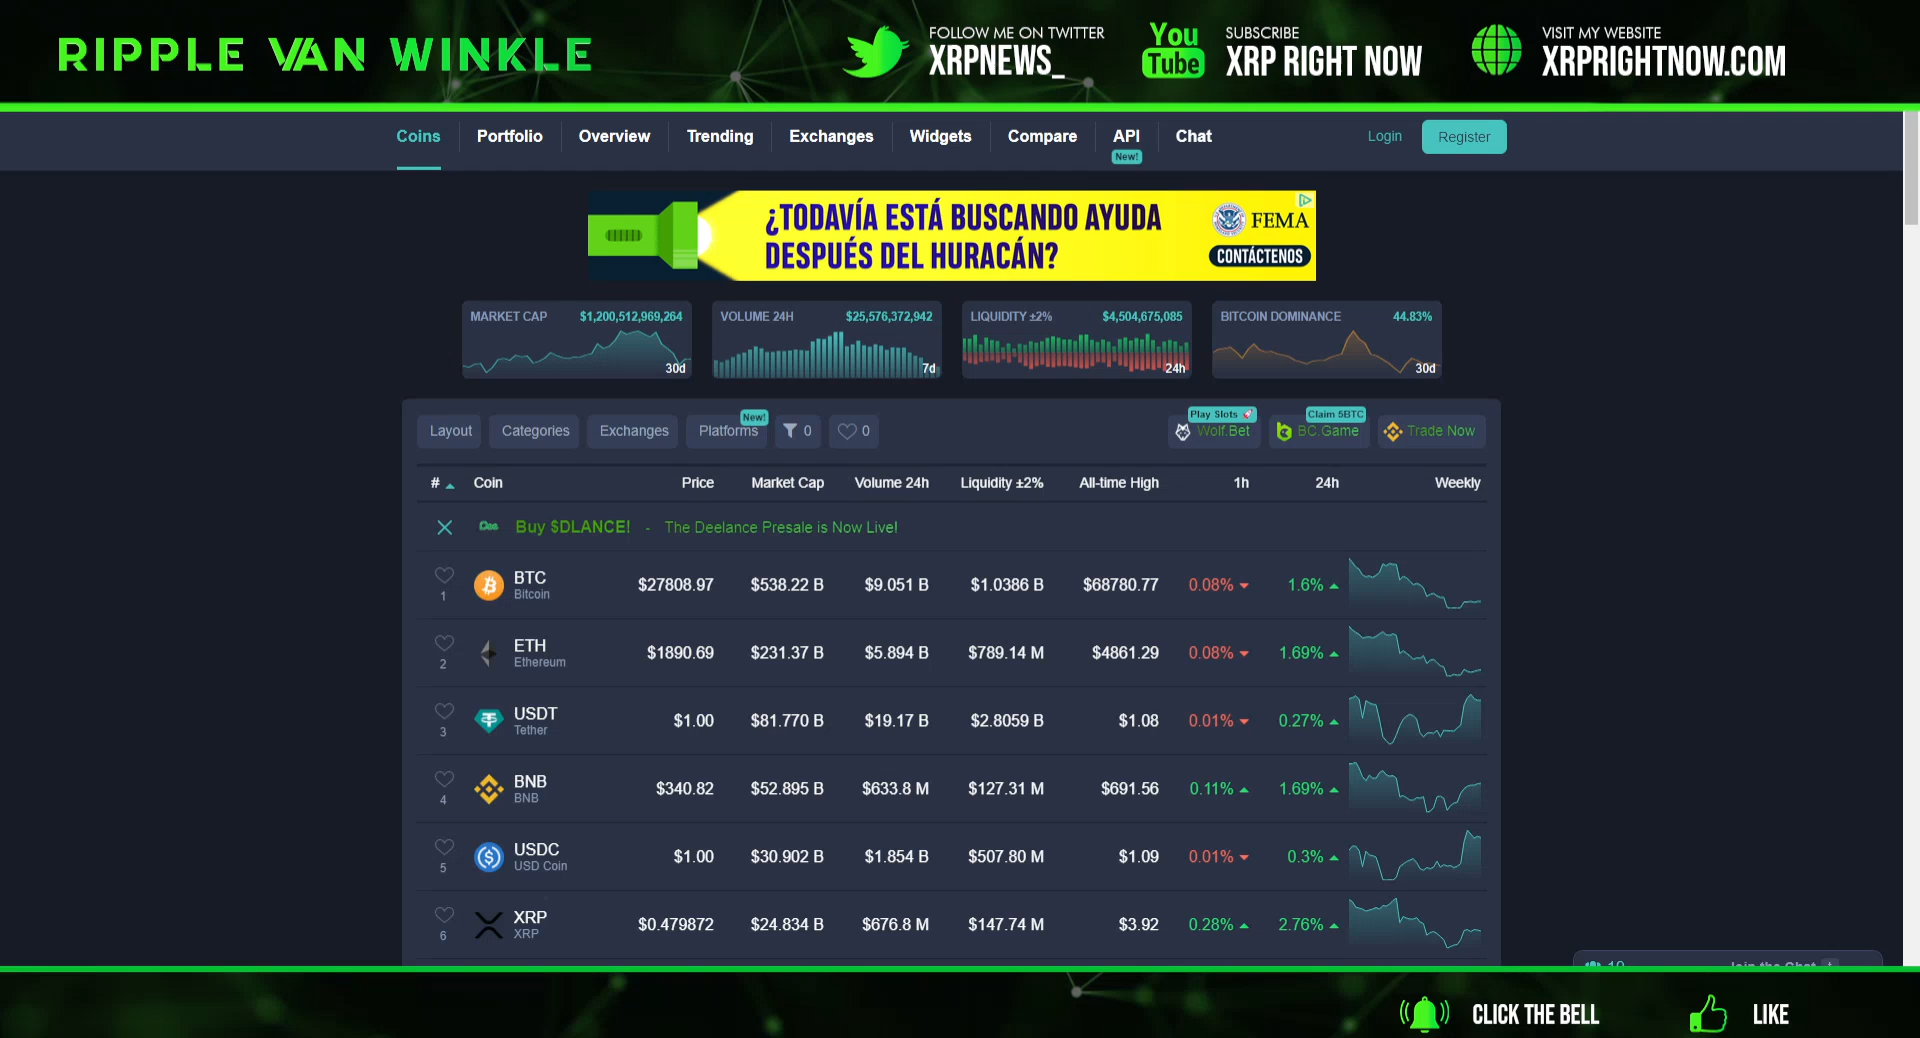 RIPPLE VAN WINKLE
FOLLOW ME ON TWITTER
XRPNEWS_
You
Tube
SUBSCRIBE
XRP RIGHT NOW
VISIT MY WEBSITE
XRPRIGHTNOW.COM
Coins Portfolio Overview Trending Exchanges Widgets Compare API Chat Login Register
New!
¿TODAVÍA ESTÁ BUSCANDO AYUDA
DESPUÉS DEL HURACÁN?
FEMA
CONTÁCTENOS
MARKET CAP $1,200,512,969,264
30d
VOLUME 24H $25,576,372,942
7d
LIQUIDITY ±2% $4,504,675,085
24h
BITCOIN DOMINANCE 44.83%
30d
New! Play Slots Claim 5BTC
Layout Categories Exchanges Platforms 0 0 Wolf.Bet BC.Game Trade Now
# Coin Price Market Cap Volume 24h Liquidity ±2% All-time High 1h 24h Weekly
Buy $DLANCE! - The Deelance Presale is Now Live!
1 BTC Bitcoin $27808.97 $538.22 B $9.051 B $1.0386 B $68780.77 0.08% 1.6%
2 ETH Ethereum $1890.69 $231.37 B $5.894 B $789.14 M $4861.29 0.08% 1.69%
3 USDT Tether $1.00 $81.770 B $19.17 B $2.8059 B $1.08 0.01% 0.27%
4 BNB BNB $340.82 $52.895 B $633.8 M $127.31 M $691.56 0.11% 1.69%
5 USDC USD Coin $1.00 $30.902 B $1.854 B $507.80 M $1.09 0.01% 0.3%
6 XRP XRP $0.479872 $24.834 B $676.8 M $147.74 M $3.92 0.28% 2.76%
CLICK THE BELL
LIKE